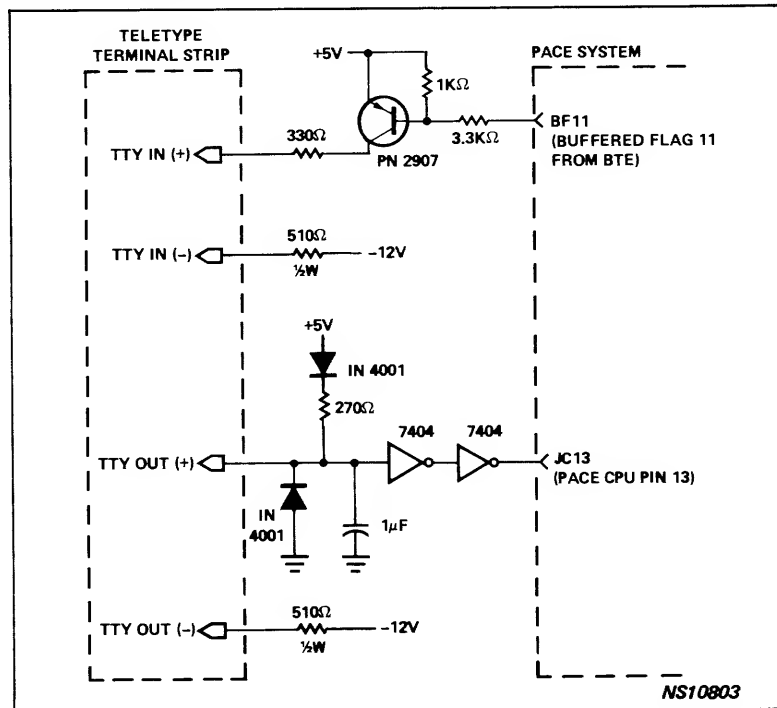 TELETYPE
TERMINAL STRIP
+5V
PACE SYSTEM
1KΩ
330Ω
3.3KΩ
BF11
(BUFFERED FLAG 11
FROM BTE)
TTY IN (+)
PN 2907
510Ω
TTY IN (–)
–12V
½W
+5V
IN 4001
270Ω
7404
7404
TTY OUT (+)
JC13
(PACE CPU PIN 13)
IN
4001
1μF
510Ω
TTY OUT (–)
–12V
½W
NS10803